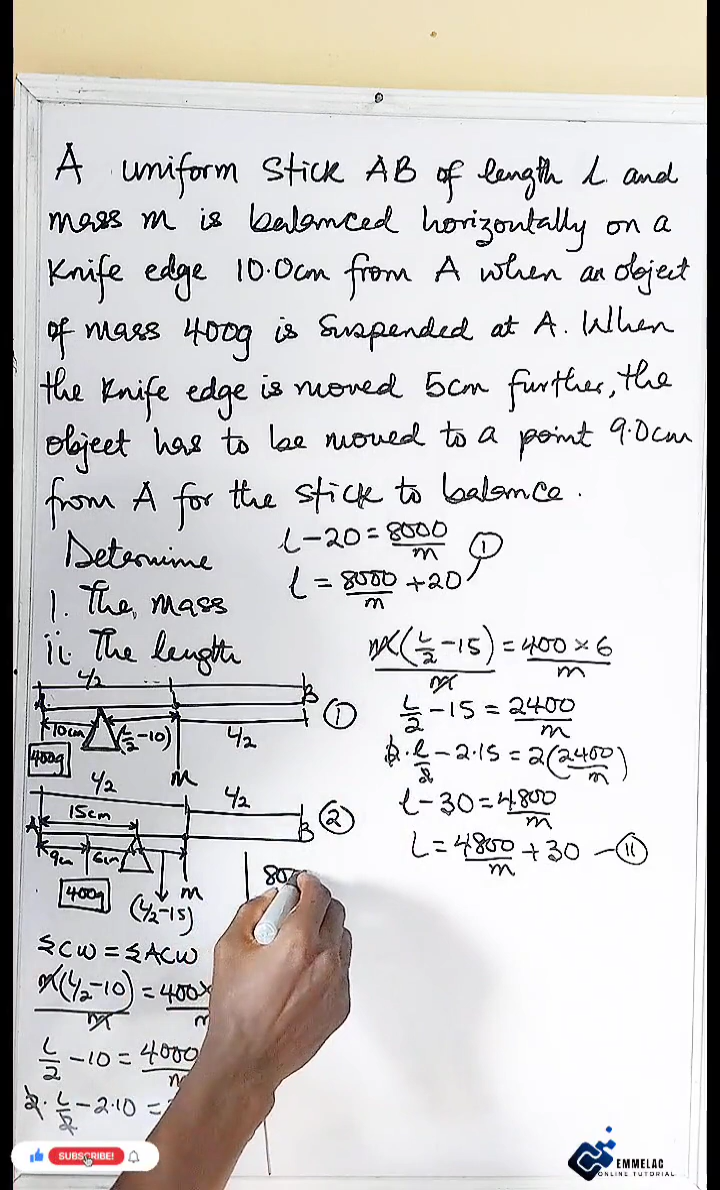 A uniform stick AB of length L and
mass m is balanced horizontally on a
Knife edge 10.0cm from A when an object
of mass 400g is suspended at A. When
the knife edge is moved 5cm further, the
object has to be moved to a point 9.0cm
from A for the stick to balance.
Determine
1. The mass
ii. The length
L-20 = 8000/m
L = 8000/m + 20 ①
m(L/2 - 15)/m = 400 × 6/m
L/2 - 15 = 2400/m
2·L/2 - 2·15 = 2(2400/m)
L - 30 = 4800/m
L = 4800/m + 30 — ⑪
L/2
A B
10cm (L/2-10) L/2 ①
400g m
L/2 L/2
15cm
A B ②
9cm 6cm
400g (L/2-15) m
ΣCW = ΣACW
m(L/2-10)/m = 400×
L/2 - 10 = 4000
2·L/2 - 2·10 =
80
SUBSCRIBE!
EMMELAC
ONLINE TUTORIAL